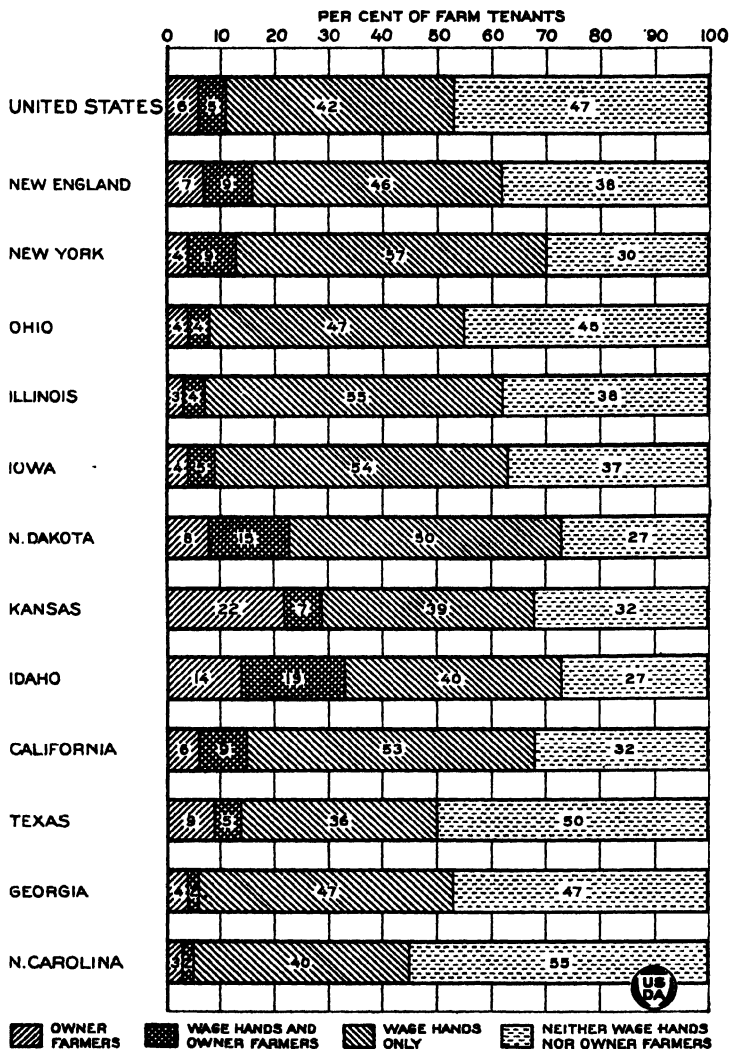 PER CENT OF FARM TENANTS
0 10 20 30 40 50 60 70 80 90 100
UNITED STATES 6 5 42 47
NEW ENGLAND 7 9 46 38
NEW YORK 4 57 30
OHIO 4 4 47 45
ILLINOIS 3 4 55 38
IOWA 4 5 54 37
N. DAKOTA 8 15 50 27
KANSAS 22 7 39 32
IDAHO 14 19 40 27
CALIFORNIA 6 9 53 32
TEXAS 9 5 36 50
GEORGIA 4 47 47
N. CAROLINA 3 2 40 55
US
DA
OWNER
FARMERS
WAGE HANDS AND
OWNER FARMERS
WAGE HANDS
ONLY
NEITHER WAGE HANDS
NOR OWNER FARMERS